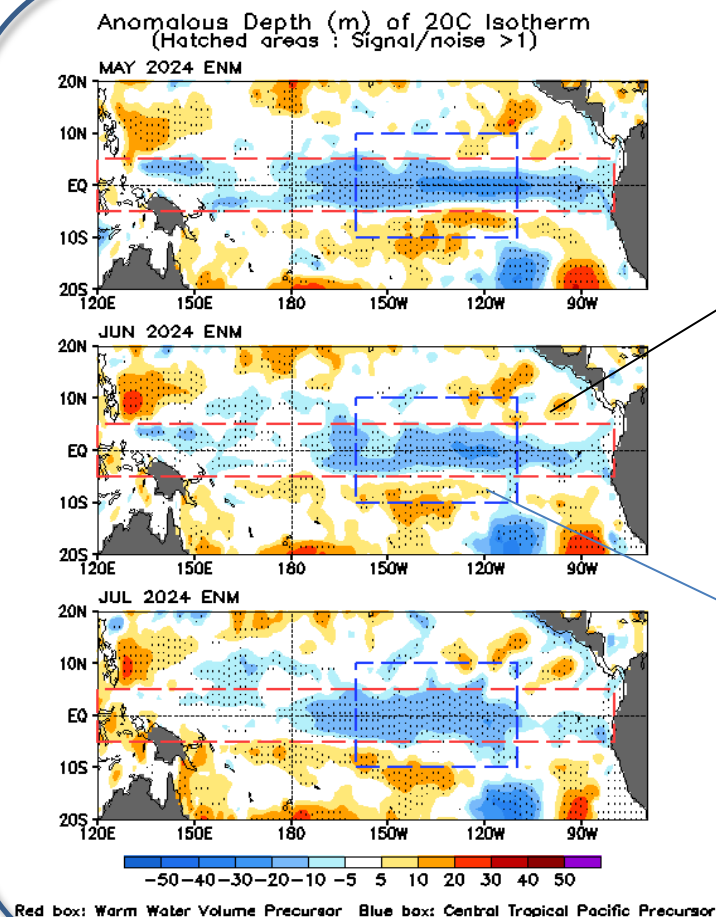 Anomalous Depth (m) of 20C Isotherm
(Hatched areas : Signal/noise >1)
MAY 2024 ENM
20N
10N
EQ
10S
20S
120E 150E 180 150W 120W 90W
JUN 2024 ENM
20N
10N
EQ
10S
20S
120E 150E 180 150W 120W 90W
JUL 2024 ENM
20N
10N
EQ
10S
20S
120E 150E 180 150W 120W 90W
-50 -40 -30 -20 -10 -5 5 10 20 30 40 50
Red box: Warm Water Volume Precursor Blue box: Central Tropical Pacific Precursor